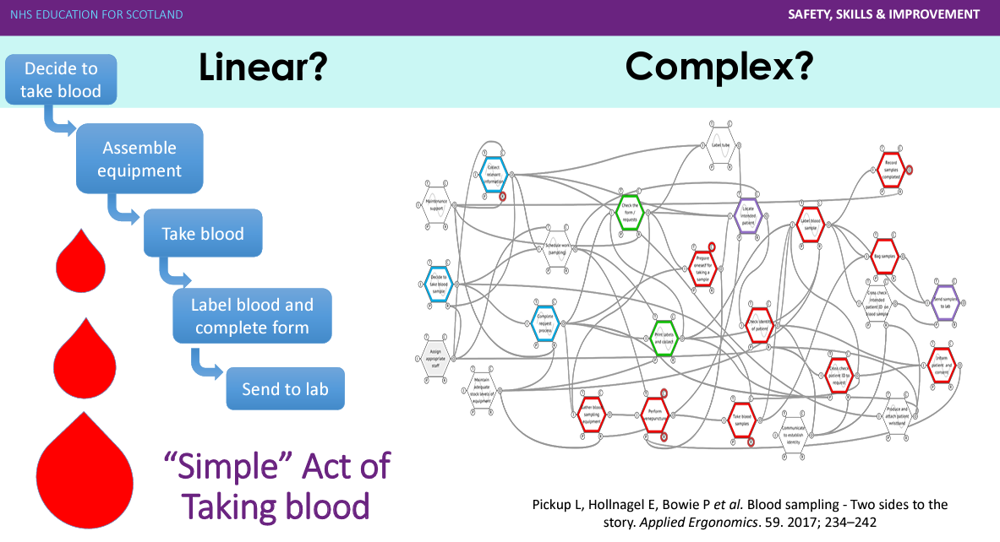 NHS EDUCATION FOR SCOTLAND
SAFETY, SKILLS & IMPROVEMENT
Linear?
Complex?
Decide to
take blood
Assemble
equipment
Take blood
Label blood and
complete form
Send to lab
“Simple” Act of
Taking blood
Label tube
Collect
relevant
information
Record
samples
completed
Maintenance
support
Check the
form /
requests
Locate
intended
patient
Label blood
sample
Schedule work
(sampling)
Prepare
oneself for
taking a
sample
Bag samples
Decide to
take blood
sample
Cross check
intended
patient ID on
blood sample
Send samples
to lab
Complete
request
process
Print labels
and collect
Check identity
of patient
Assign
appropriate
staff
Inform
patient and
consent
Cross check
patient ID to
request
Maintain
adequate
stock levels of
equipment
Gather blood
sampling
equipment
Perform
venepuncture
Take blood
samples
Produce and
attach patient
wristband
Communicate
to establish
identity
Pickup L, Hollnagel E, Bowie P et al. Blood sampling - Two sides to the
story. Applied Ergonomics. 59. 2017; 234–242